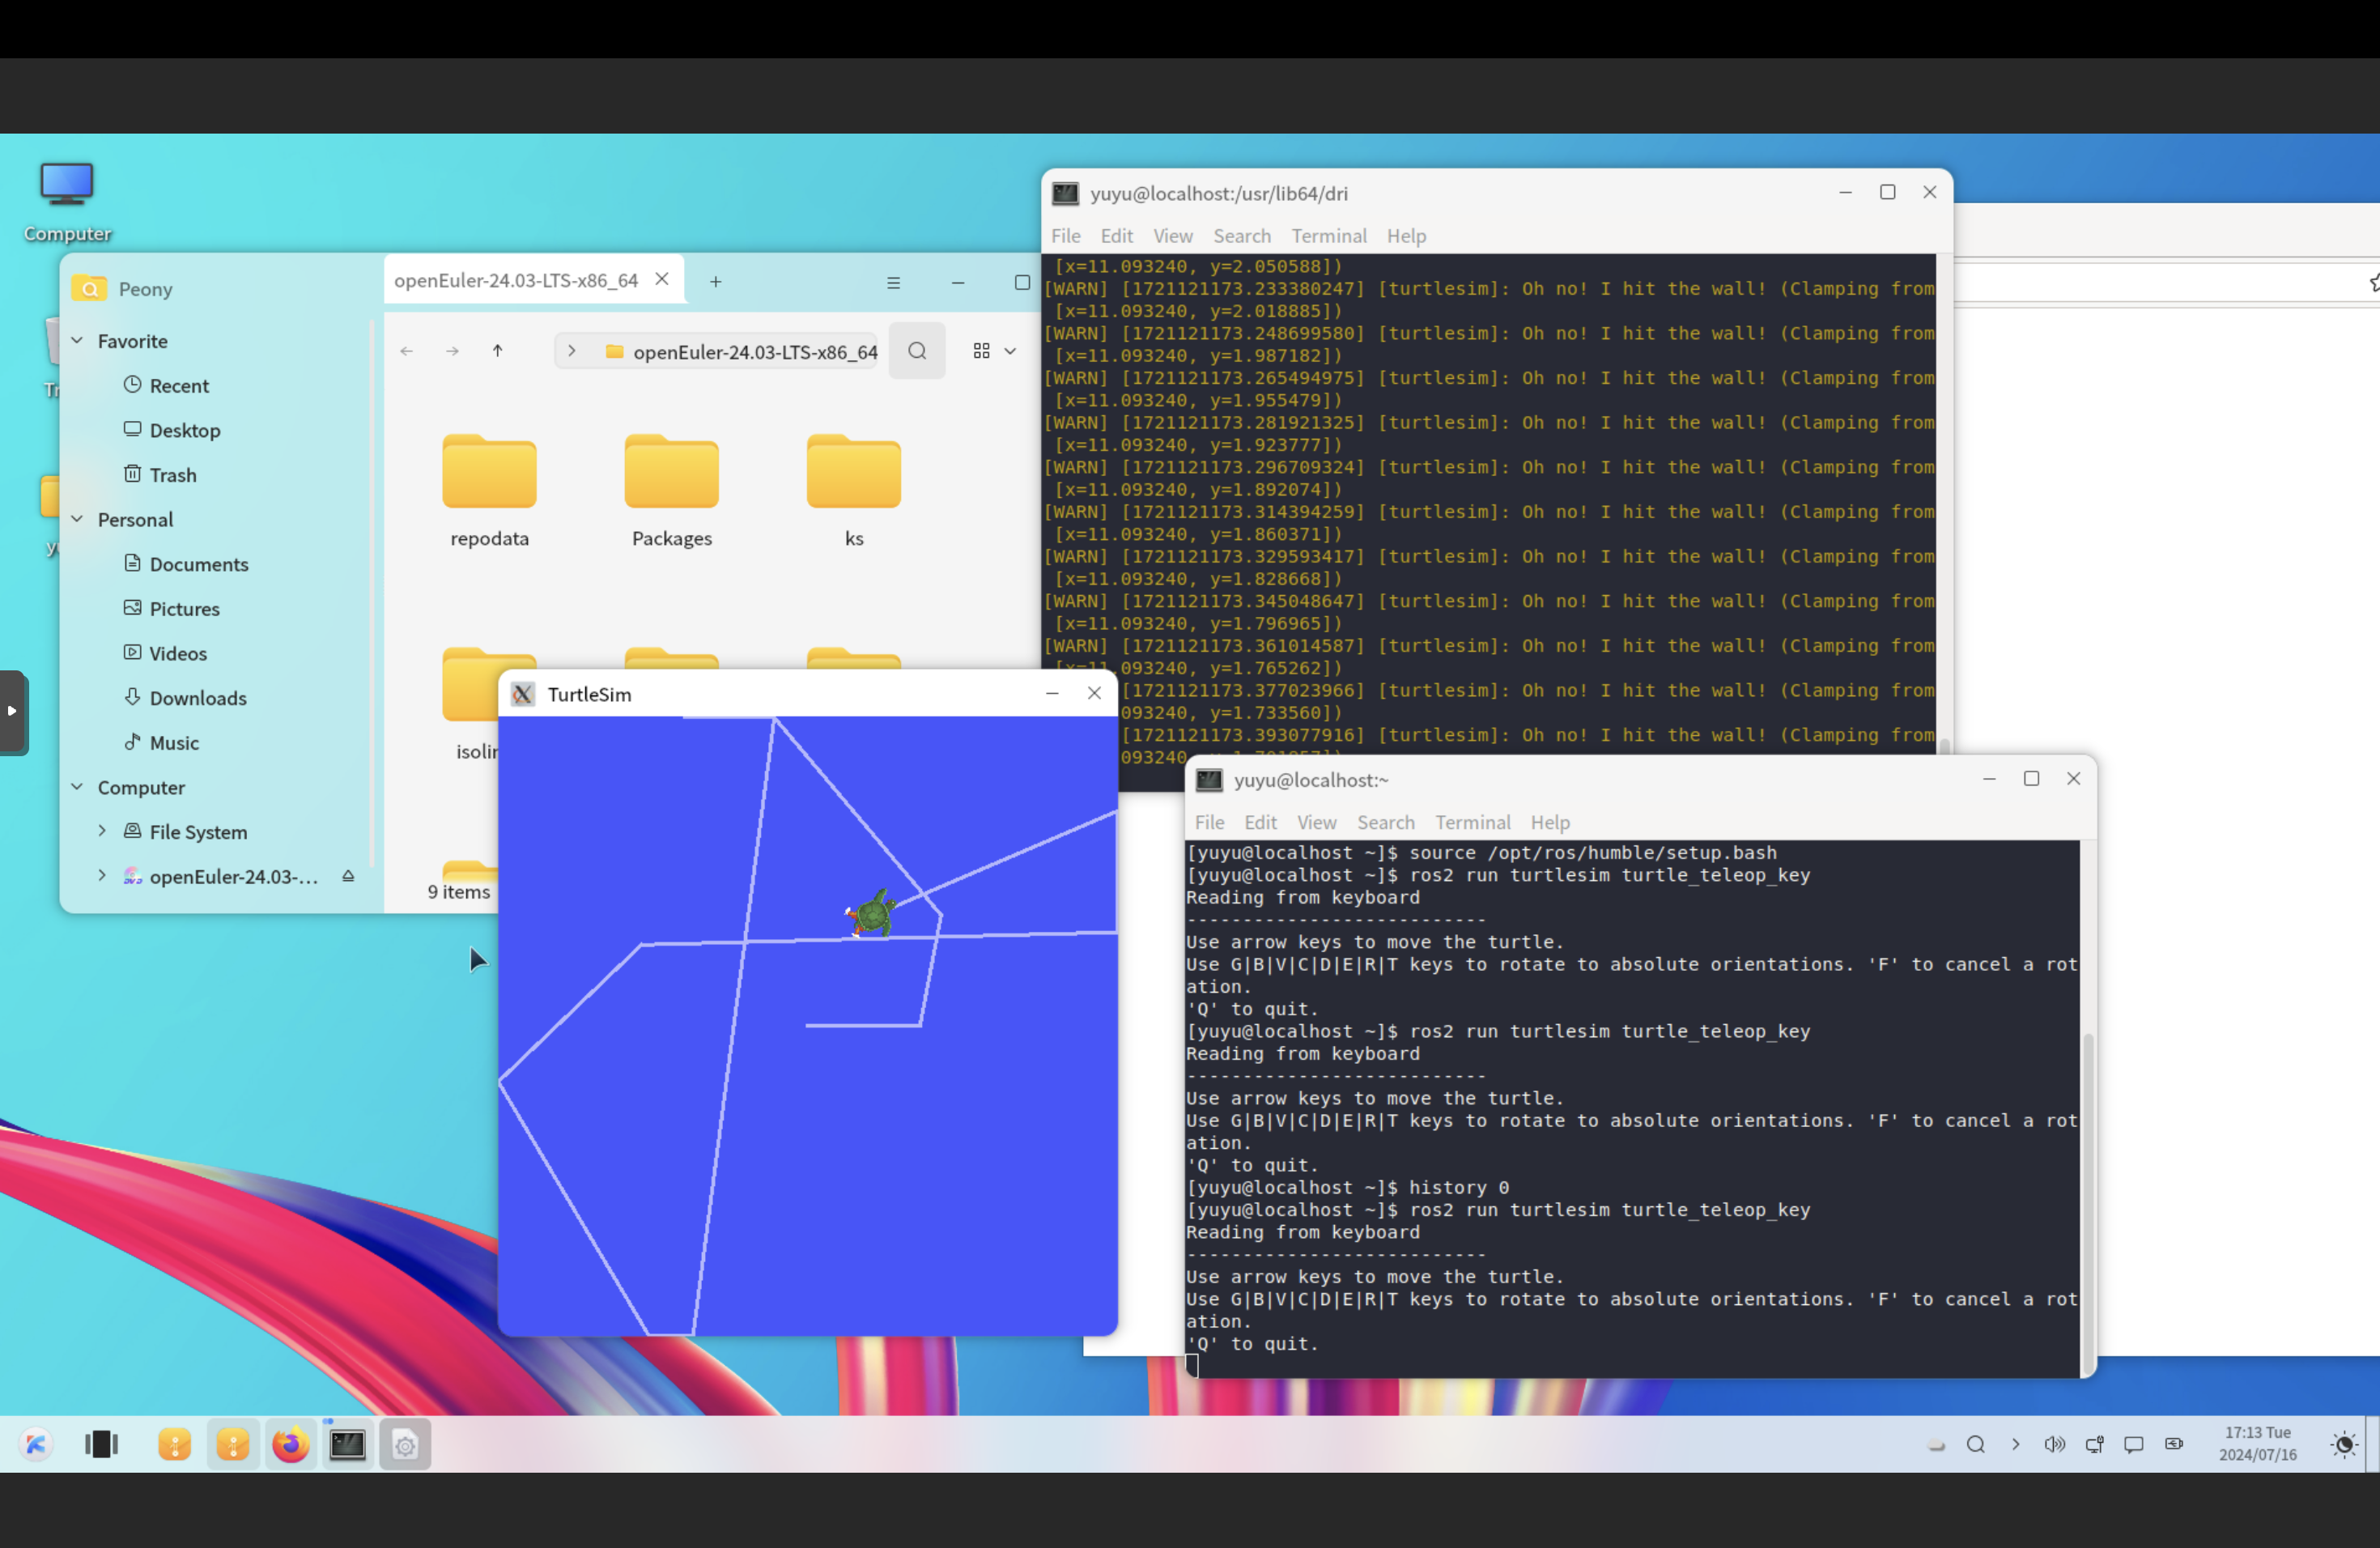 Computer
Peony
openEuler-24.03-LTS-x86_64
Favorite
Recent
Desktop
Trash
Personal
Documents
Pictures
Videos
Downloads
Music
Computer
File System
openEuler-24.03-...
openEuler-24.03-LTS-x86_64
repodata
Packages
ks
9 items
yuyu@localhost:/usr/lib64/dri
File Edit View Search Terminal Help
[x=11.093240, y=2.050588])
[WARN] [1721121173.233380247] [turtlesim]: Oh no! I hit the wall! (Clamping from
[x=11.093240, y=2.018885])
[WARN] [1721121173.248699580] [turtlesim]: Oh no! I hit the wall! (Clamping from
[x=11.093240, y=1.987182])
[WARN] [1721121173.265494975] [turtlesim]: Oh no! I hit the wall! (Clamping from
[x=11.093240, y=1.955479])
[WARN] [1721121173.281921325] [turtlesim]: Oh no! I hit the wall! (Clamping from
[x=11.093240, y=1.923777])
[WARN] [1721121173.296709324] [turtlesim]: Oh no! I hit the wall! (Clamping from
[x=11.093240, y=1.892074])
[WARN] [1721121173.314394259] [turtlesim]: Oh no! I hit the wall! (Clamping from
[x=11.093240, y=1.860371])
[WARN] [1721121173.329593417] [turtlesim]: Oh no! I hit the wall! (Clamping from
[x=11.093240, y=1.828668])
[WARN] [1721121173.345048647] [turtlesim]: Oh no! I hit the wall! (Clamping from
[x=11.093240, y=1.796965])
[WARN] [1721121173.361014587] [turtlesim]: Oh no! I hit the wall! (Clamping from
[x=11.093240, y=1.765262])
[1721121173.377023966] [turtlesim]: Oh no! I hit the wall! (Clamping from
093240, y=1.733560])
[1721121173.393077916] [turtlesim]: Oh no! I hit the wall! (Clamping from
093240,
TurtleSim
yuyu@localhost:~
File Edit View Search Terminal Help
[yuyu@localhost ~]$ source /opt/ros/humble/setup.bash
[yuyu@localhost ~]$ ros2 run turtlesim turtle_teleop_key
Reading from keyboard
---------------------------
Use arrow keys to move the turtle.
Use G|B|V|C|D|E|R|T keys to rotate to absolute orientations. 'F' to cancel a rot
ation.
'Q' to quit.
[yuyu@localhost ~]$ ros2 run turtlesim turtle_teleop_key
Reading from keyboard
---------------------------
Use arrow keys to move the turtle.
Use G|B|V|C|D|E|R|T keys to rotate to absolute orientations. 'F' to cancel a rot
ation.
'Q' to quit.
[yuyu@localhost ~]$ history 0
[yuyu@localhost ~]$ ros2 run turtlesim turtle_teleop_key
Reading from keyboard
---------------------------
Use arrow keys to move the turtle.
Use G|B|V|C|D|E|R|T keys to rotate to absolute orientations. 'F' to cancel a rot
ation.
'Q' to quit.
17:13 Tue
2024/07/16